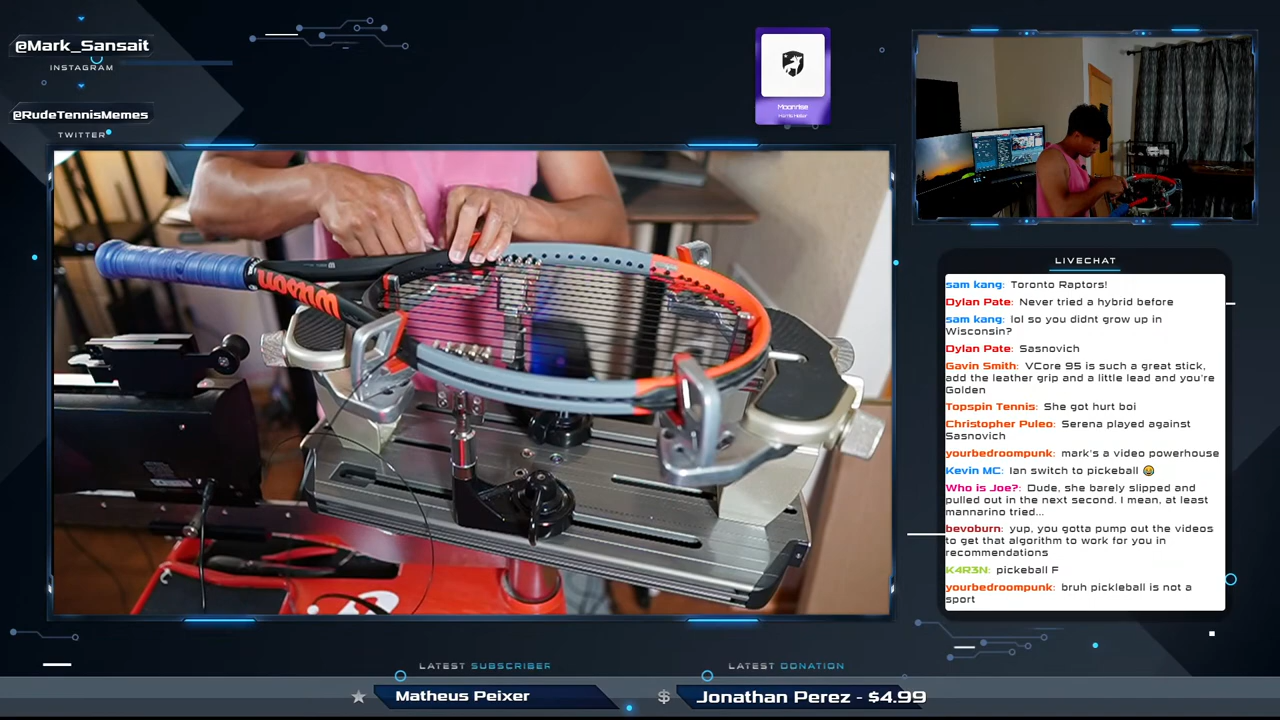 @Mark_Sansait
INSTAGRAM
@RudeTennisMemes
TWITTER
Moonrise
wilson
LIVECHAT
sam kang: Toronto Raptors!
Dylan Pate: Never tried a hybrid before
sam kang: lol so you didnt grow up in
Wisconsin?
Dylan Pate: Sasnovich
Gavin Smith: VCore 95 is such a great stick,
add the leather grip and a little lead and you're
Golden
Topspin Tennis: She got hurt boi
Christopher Puleo: Serena played against
Sasnovich
yourbedroompunk: mark's a video powerhouse
Kevin MC: Ian switch to pickeball 😂
Who is Joe?: Dude, she barely slipped and
pulled out in the next second. I mean, at least
mannarino tried...
bevoburn: yup, you gotta pump out the videos
to get that algorithm to work for you in
recommendations
K4R3N: pickeball F
yourbedroompunk: bruh pickleball is not a
sport
LATEST SUBSCRIBER
Matheus Peixer
LATEST DONATION
$ Jonathan Perez - $4.99